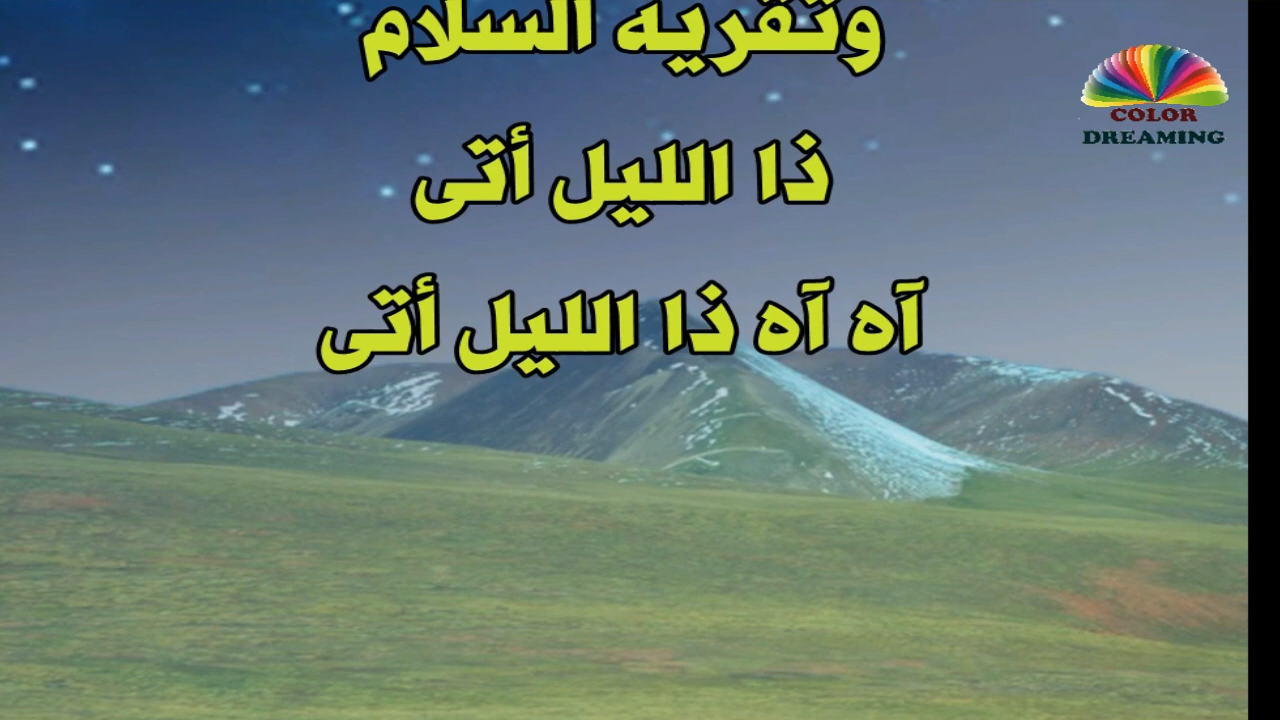 وتقريه السلام
ذا الليل أتى
آه آه ذا الليل أتى
COLOR
DREAMING